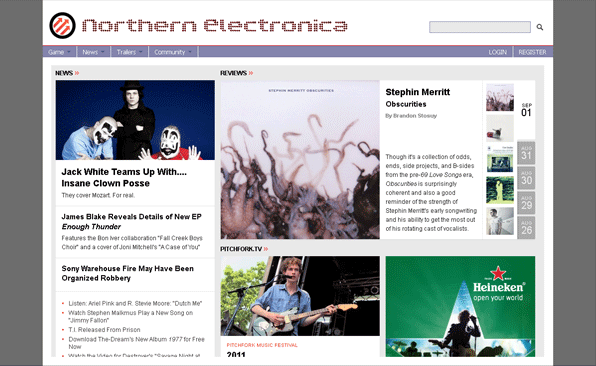 Northern Electronica
Game News Trailers Community LOGIN REGISTER
NEWS »
Jack White Teams Up With....
Insane Clown Posse
They cover Mozart. For real.
James Blake Reveals Details of New EP
Enough Thunder
Features the Bon Iver collaboration "Fall Creek Boys
Choir" and a cover of Joni Mitchell's "A Case of You"
Sony Warehouse Fire May Have Been
Organized Robbery
Listen: Ariel Pink and R. Stevie Moore: "Dutch Me"
Watch Stephen Malkmus Play a New Song on
"Jimmy Fallon"
T.I. Released From Prison
Download The-Dream's New Album 1977 for Free
Now
Watch the Video for Destroyer's "Savage Night at
REVIEWS »
STEPHIN MERRITT OBSCURITIES
Stephin Merritt
Obscurities
By Brandon Stosuy
Though it's a collection of odds,
ends, side projects, and B-sides
from the pre-69 Love Songs era,
Obscurities is surprisingly
coherent and also a good
reminder of the strength of
Stephin Merritt's early songwriting
and his ability to get the most out
of his rotating cast of vocalists.
SEP
01
AUG
31
AUG
30
AUG
29
AUG
26
PITCHFORK.TV »
PITCHFORK MUSIC FESTIVAL
2011
Heineken
open your world